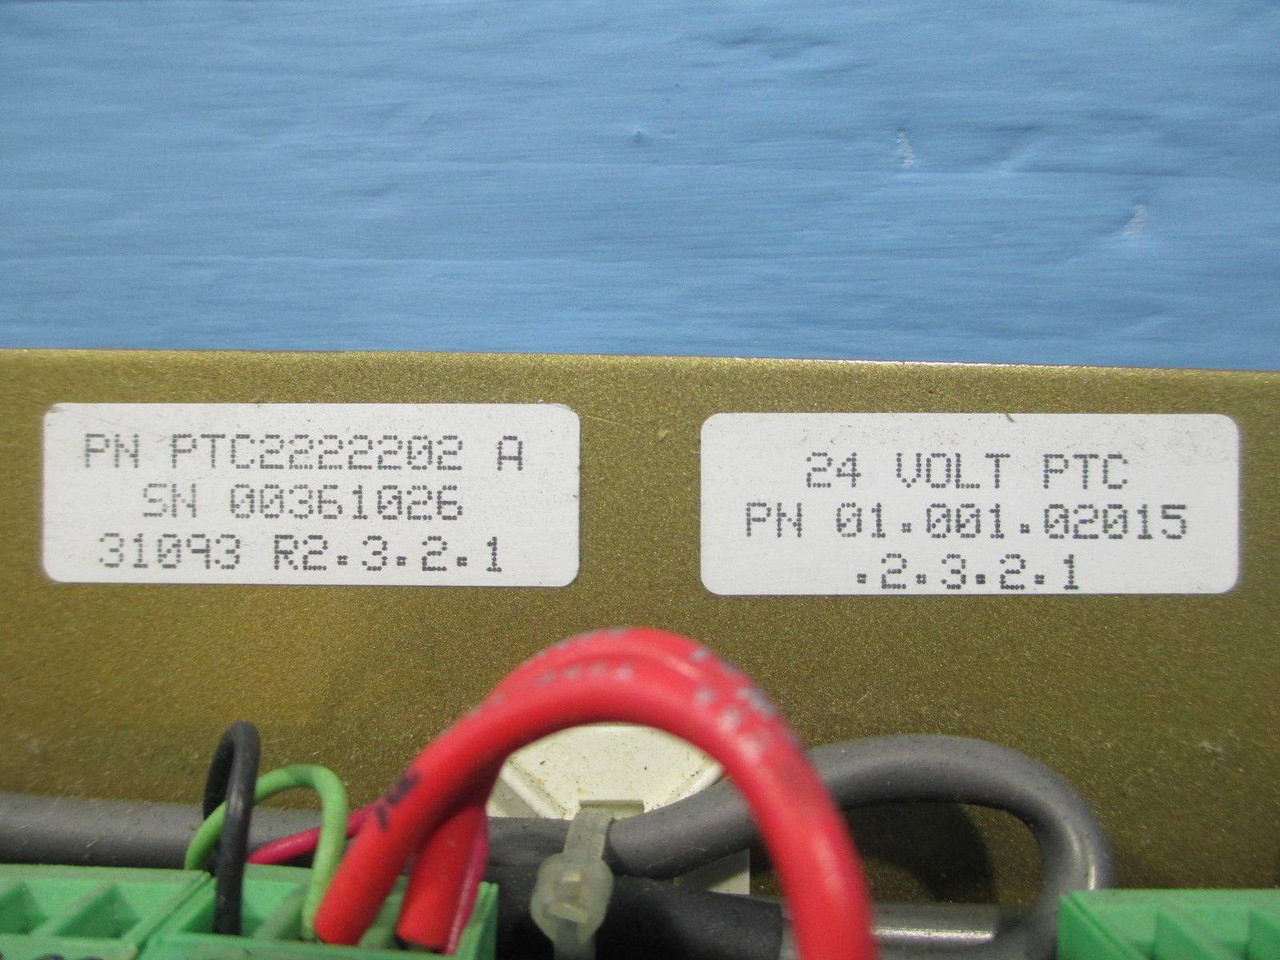 PN PTC2222202 A
SN 00361026
31093 R2.3.2.1
24 VOLT PTC
PN 01.001.02015
.2.3.2.1